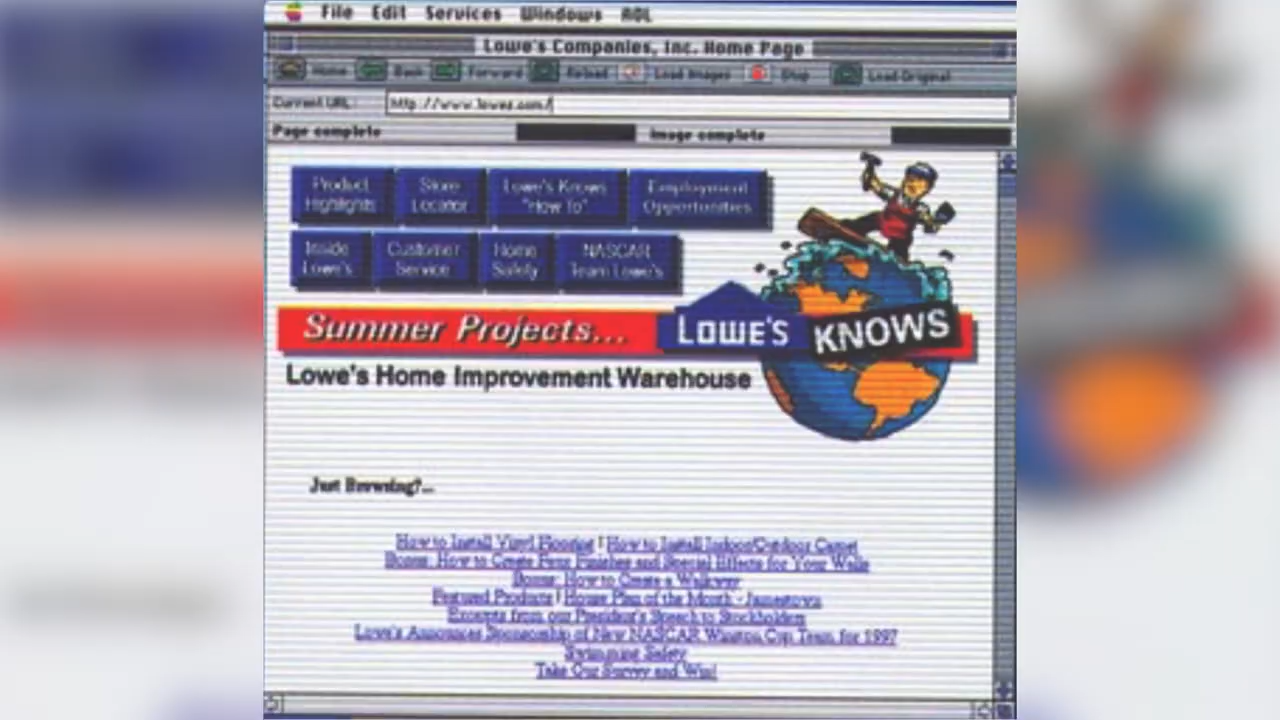 File Edit Services Windows AOL
Lowe's Companies, Inc. Home Page
Home Back Forward Reload Load Images Stop Load Original
Current URL: http://www.lowes.com/
Page complete Image complete
Product Highlights
Store Locator
Lowe's Knows "How To"
Employment Opportunities
Inside Lowe's
Customer Service
Home Safety
NASCAR Team Lowe's
Summer Projects...
LOWE'S KNOWS
Lowe's Home Improvement Warehouse
Just Browsing?...
How to Install Vinyl Flooring | How to Install Indoor/Outdoor Carpet
Bonus: How to Create Faux Finishes and Special Effects for Your Walls
Bonus: How to Create a Walkway
Featured Products | House Plan of the Month - Jamestown
Excerpts from our President's Speech to Stockholders
Lowe's Announces Sponsorship of New NASCAR Winston Cup Team for 1997
Swimming Safety
Take Our Survey and Win!